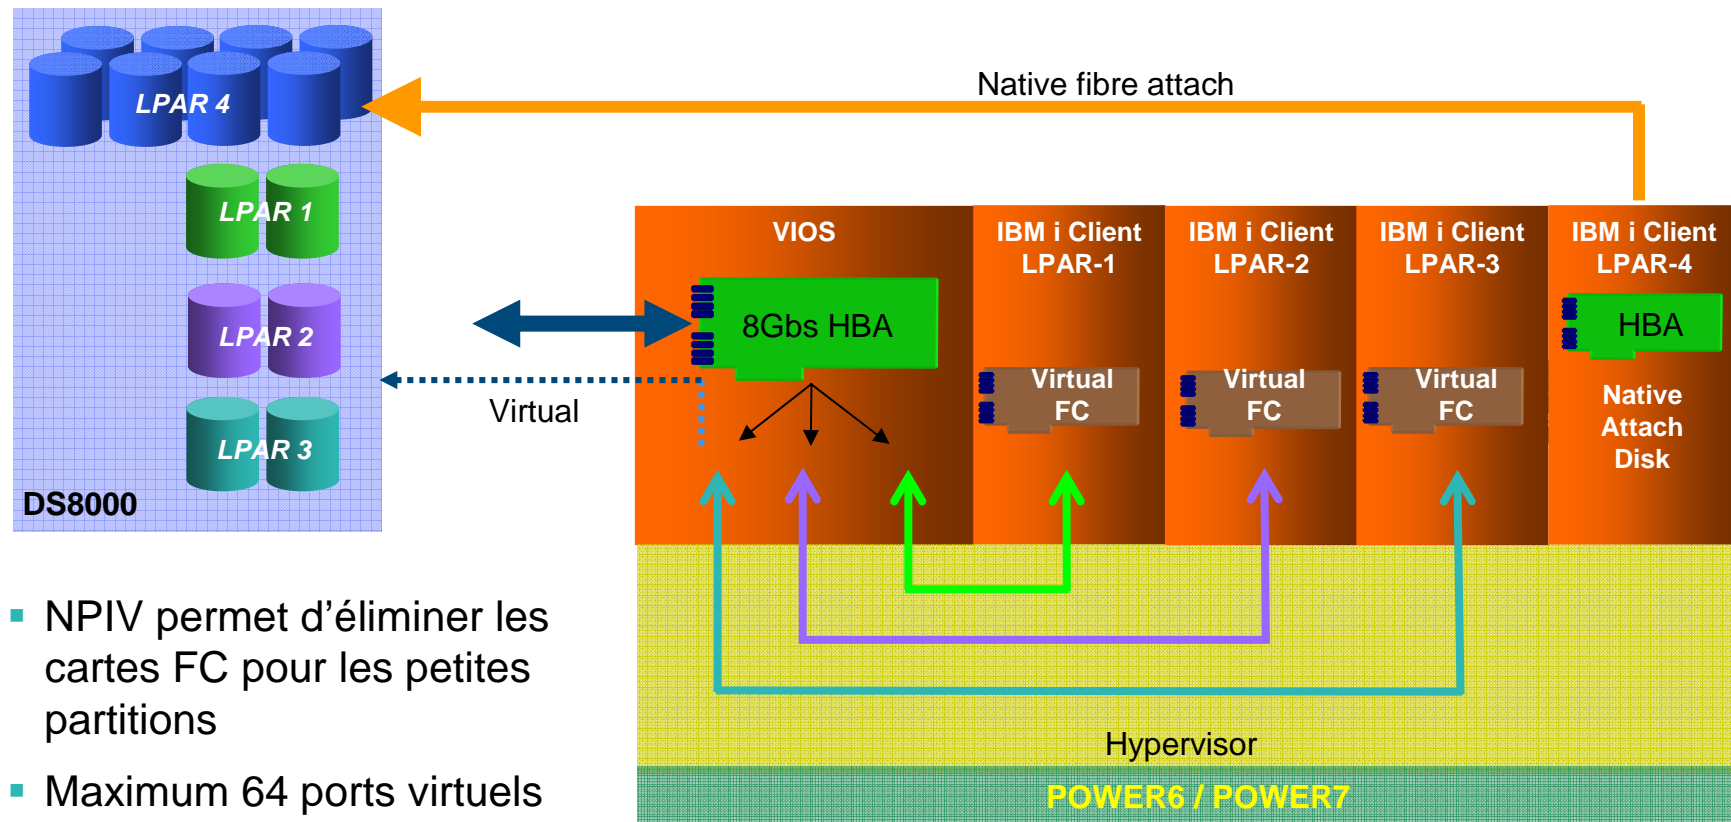 Native fibre attach
LPAR 4
LPAR 1
LPAR 2
LPAR 3
DS8000
Virtual
VIOS
8Gbs HBA
IBM i Client
LPAR-1
Virtual
FC
IBM i Client
LPAR-2
Virtual
FC
IBM i Client
LPAR-3
Virtual
FC
IBM i Client
LPAR-4
HBA
Native
Attach
Disk
Hypervisor
POWER6 / POWER7
▪ NPIV permet d’éliminer les
cartes FC pour les petites
partitions
▪ Maximum 64 ports virtuels